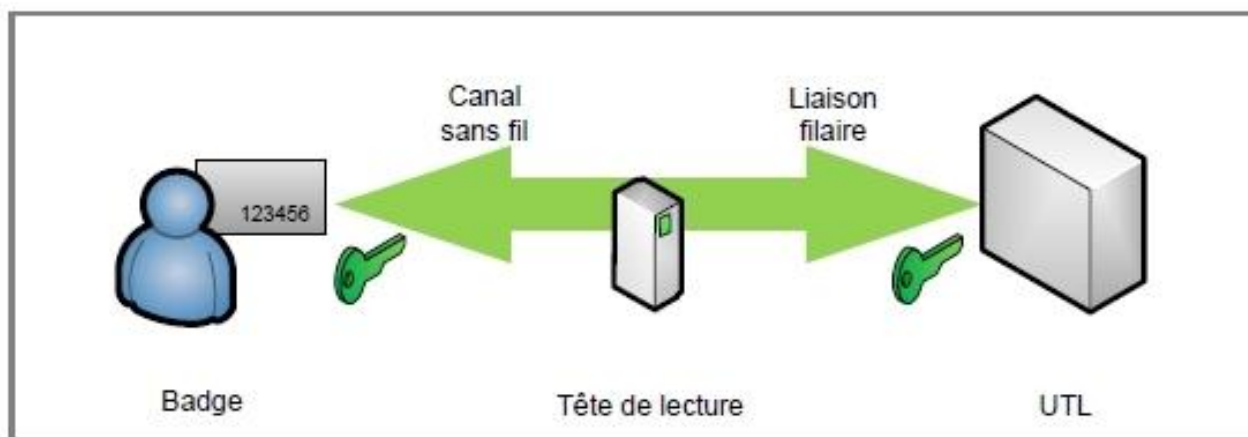 Canal
sans fil
Liaison
filaire
123456
Badge
Tête de lecture
UTL